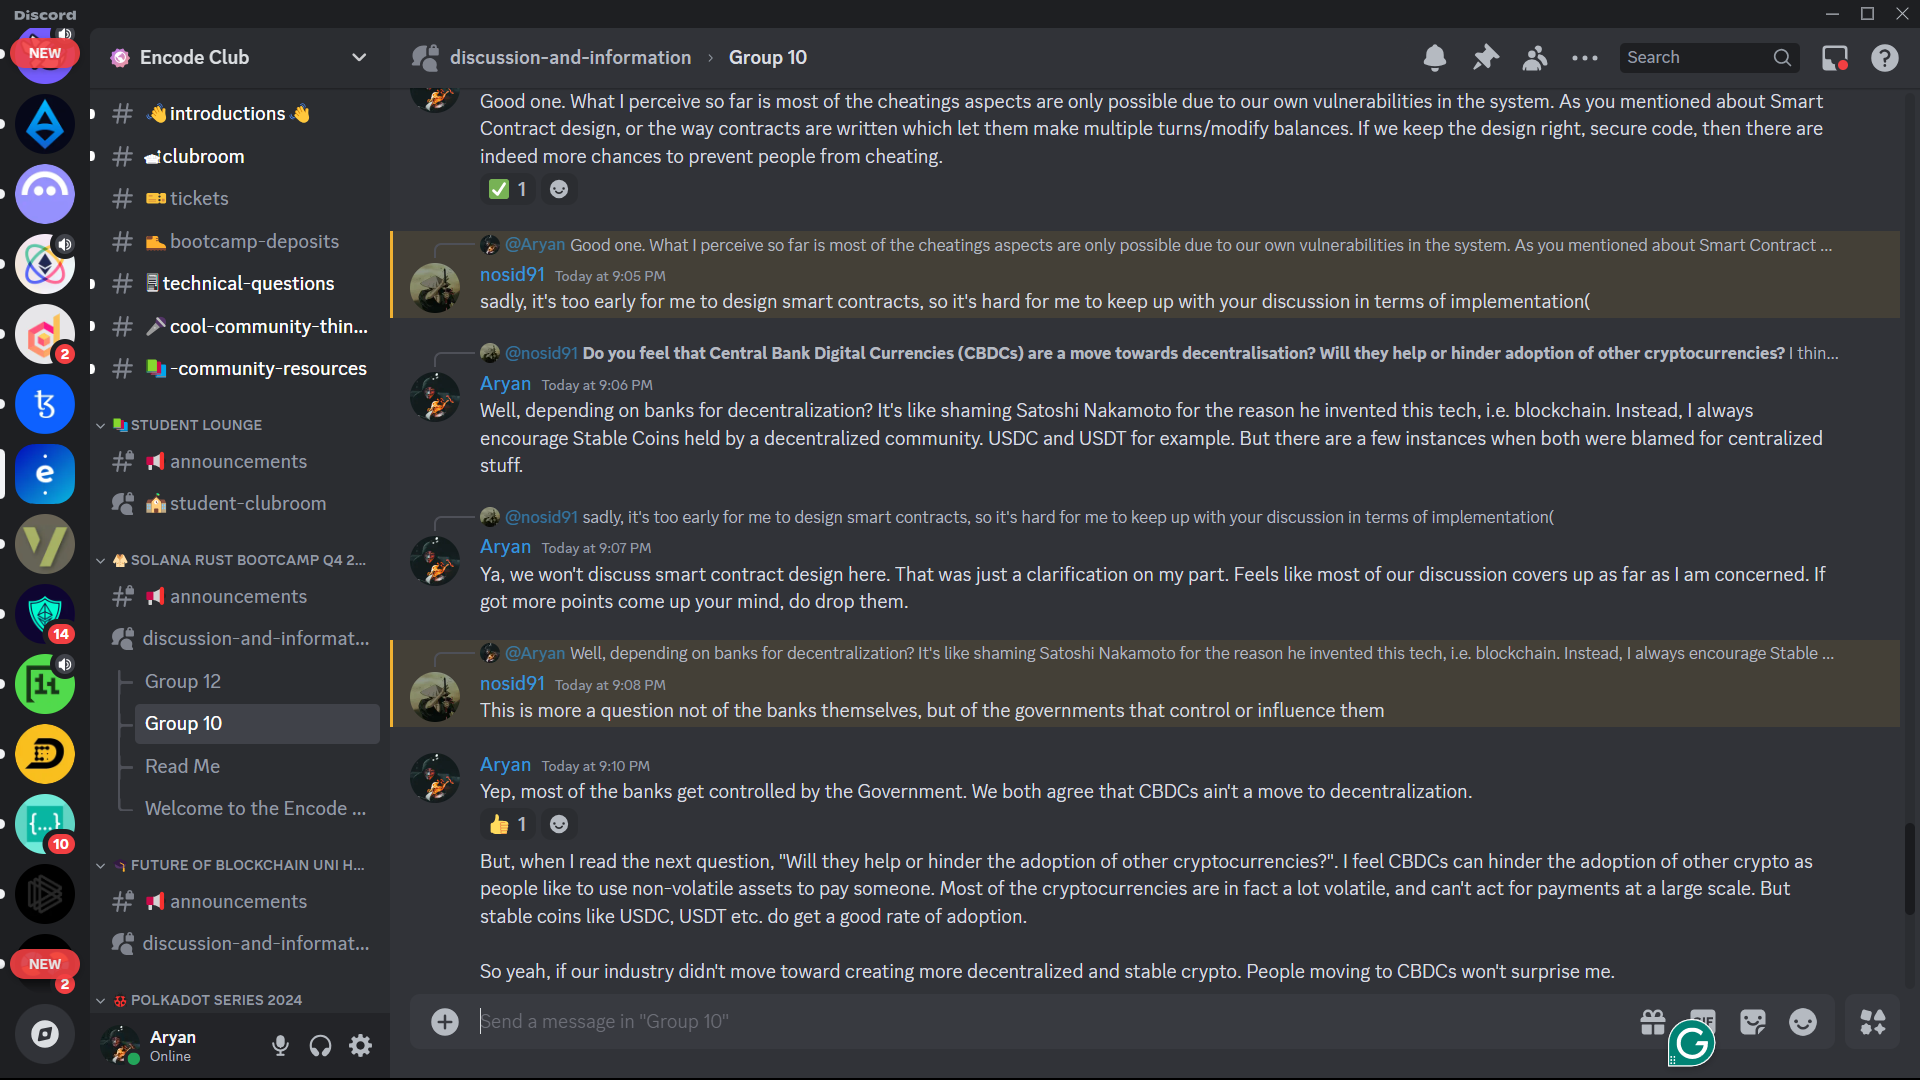 Discord
NEW
Encode Club
discussion-and-information › Group 10
Search
👋introductions 👋
clubroom
tickets
bootcamp-deposits
technical-questions
cool-community-thin...
-community-resources
STUDENT LOUNGE
announcements
student-clubroom
SOLANA RUST BOOTCAMP Q4 2...
announcements
discussion-and-informat...
Group 12
Group 10
Read Me
Welcome to the Encode ...
FUTURE OF BLOCKCHAIN UNI H...
announcements
discussion-and-informat...
POLKADOT SERIES 2024
Aryan
Online
2
14
10
NEW
2
Good one. What I perceive so far is most of the cheatings aspects are only possible due to our own vulnerabilities in the system. As you mentioned about Smart
Contract design, or the way contracts are written which let them make multiple turns/modify balances. If we keep the design right, secure code, then there are
indeed more chances to prevent people from cheating.
✅ 1
@Aryan Good one. What I perceive so far is most of the cheatings aspects are only possible due to our own vulnerabilities in the system. As you mentioned about Smart Contract ...
nosid91 Today at 9:05 PM
sadly, it's too early for me to design smart contracts, so it's hard for me to keep up with your discussion in terms of implementation(
@nosid91 Do you feel that Central Bank Digital Currencies (CBDCs) are a move towards decentralisation? Will they help or hinder adoption of other cryptocurrencies? I thin...
Aryan Today at 9:06 PM
Well, depending on banks for decentralization? It's like shaming Satoshi Nakamoto for the reason he invented this tech, i.e. blockchain. Instead, I always
encourage Stable Coins held by a decentralized community. USDC and USDT for example. But there are a few instances when both were blamed for centralized
stuff.
@nosid91 sadly, it's too early for me to design smart contracts, so it's hard for me to keep up with your discussion in terms of implementation(
Aryan Today at 9:07 PM
Ya, we won't discuss smart contract design here. That was just a clarification on my part. Feels like most of our discussion covers up as far as I am concerned. If
got more points come up your mind, do drop them.
@Aryan Well, depending on banks for decentralization? It's like shaming Satoshi Nakamoto for the reason he invented this tech, i.e. blockchain. Instead, I always encourage Stable ...
nosid91 Today at 9:08 PM
This is more a question not of the banks themselves, but of the governments that control or influence them
Aryan Today at 9:10 PM
Yep, most of the banks get controlled by the Government. We both agree that CBDCs ain't a move to decentralization.
👍 1
But, when I read the next question, "Will they help or hinder the adoption of other cryptocurrencies?". I feel CBDCs can hinder the adoption of other crypto as
people like to use non-volatile assets to pay someone. Most of the cryptocurrencies are in fact a lot volatile, and can't act for payments at a large scale. But
stable coins like USDC, USDT etc. do get a good rate of adoption.
So yeah, if our industry didn't move toward creating more decentralized and stable crypto. People moving to CBDCs won't surprise me.
Send a message in "Group 10"